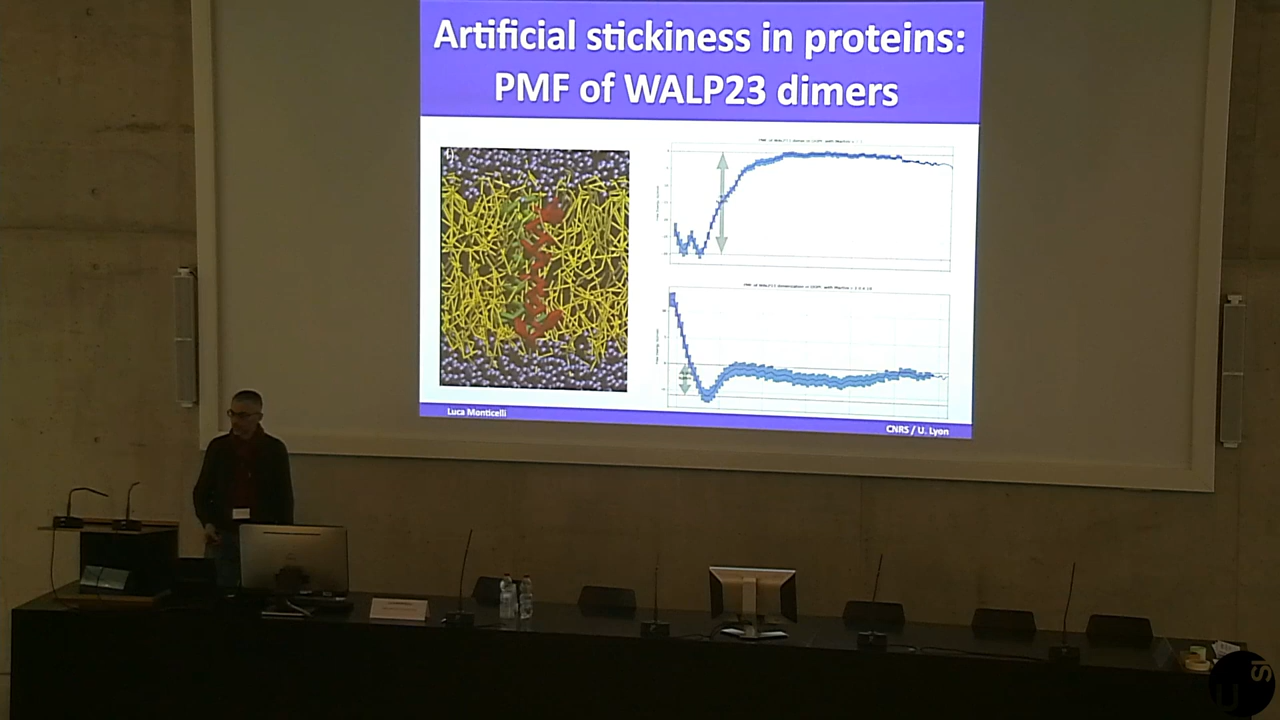 Artificial stickiness in proteins:
PMF of WALP23 dimers
Luca Monticelli
CNRS / U. Lyon